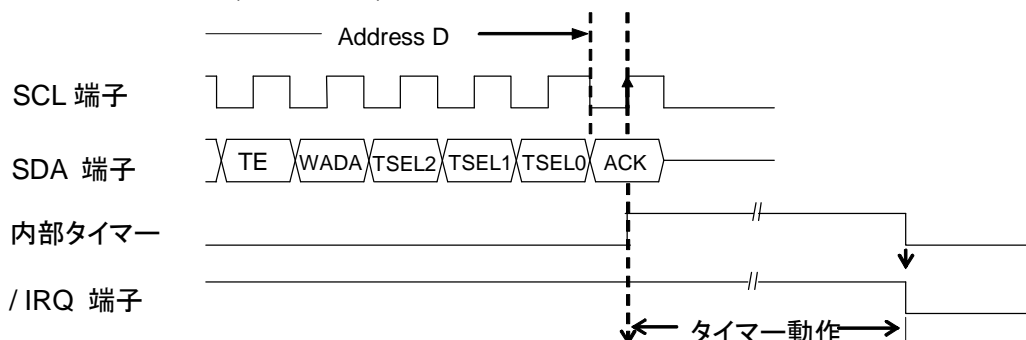 Address D
SCL 端子
SDA 端子
TE WADA TSEL2 TSEL1 TSEL0 ACK
内部タイマー
/ IRQ 端子
タイマー動作